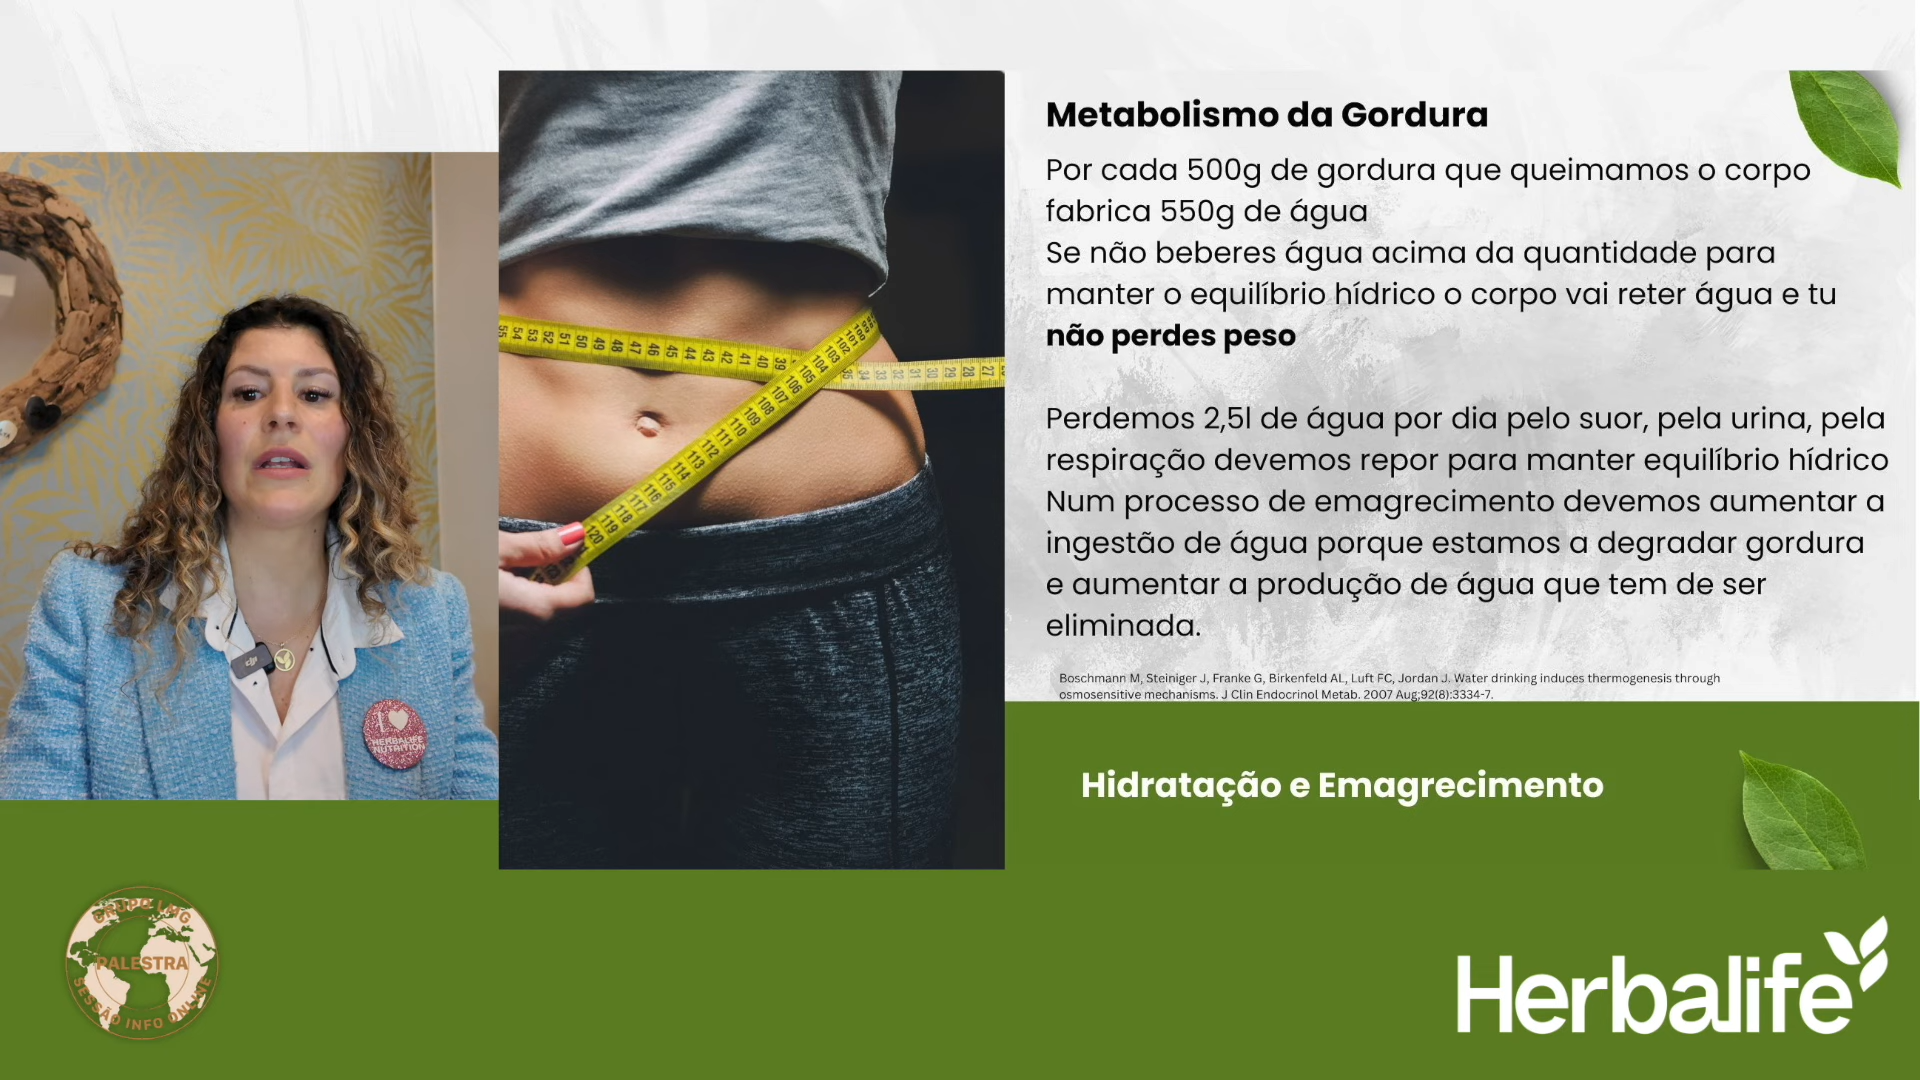 Metabolismo da Gordura
Por cada 500g de gordura que queimamos o corpo
fabrica 550g de água
Se não beberes água acima da quantidade para
manter o equilíbrio hídrico o corpo vai reter água e tu
não perdes peso
Perdemos 2,5l de água por dia pelo suor, pela urina, pela
respiração devemos repor para manter equilíbrio hídrico
Num processo de emagrecimento devemos aumentar a
ingestão de água porque estamos a degradar gordura
e aumentar a produção de água que tem de ser
eliminada.
Boschmann M, Steiniger J, Franke G, Birkenfeld AL, Luft FC, Jordan J. Water drinking induces thermogenesis through
osmosensitive mechanisms. J Clin Endocrinol Metab. 2007 Aug;92(8):3334-7.
Hidratação e Emagrecimento
I
HERBALIFE
NUTRITION
GRUPO LMG
PALESTRA
SESSÃO INFO ONLINE
Herbalife